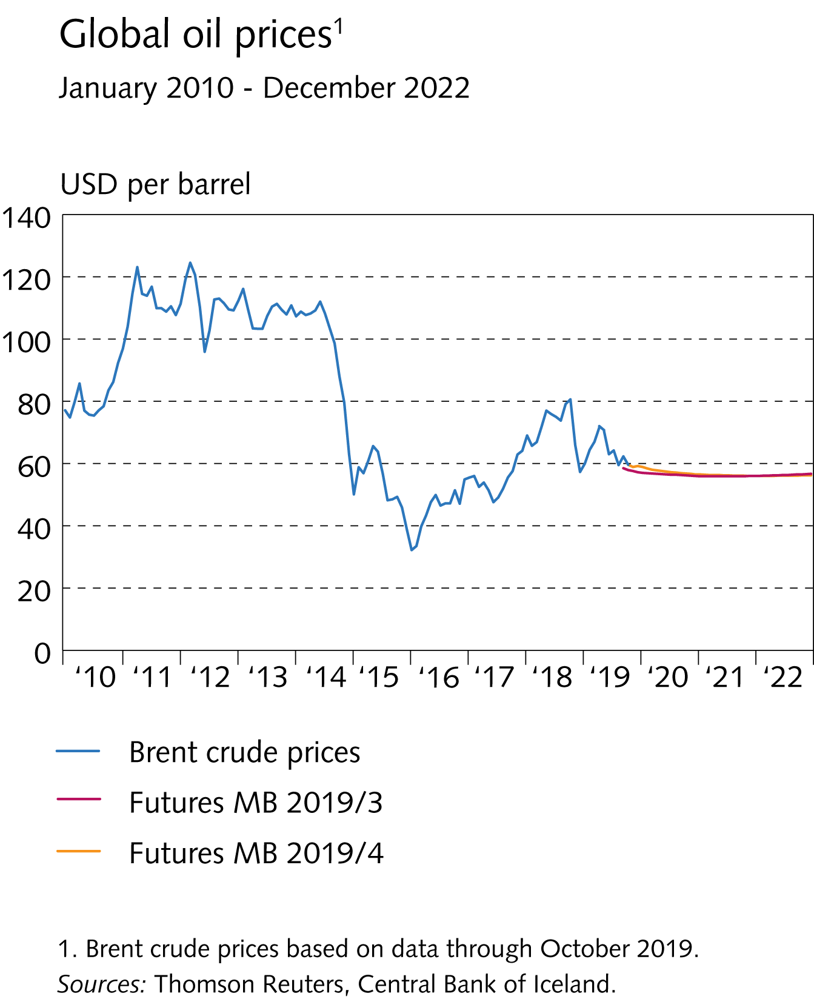 Global oil prices¹
January 2010 - December 2022
USD per barrel
140
120
100
80
60
40
20
0
‘10 ‘11 ‘12 ‘13 ‘14 ‘15 ‘16 ‘17 ‘18 ‘19 ‘20 ‘21 ‘22
Brent crude prices
Futures MB 2019/3
Futures MB 2019/4
1. Brent crude prices based on data through October 2019.
Sources: Thomson Reuters, Central Bank of Iceland.